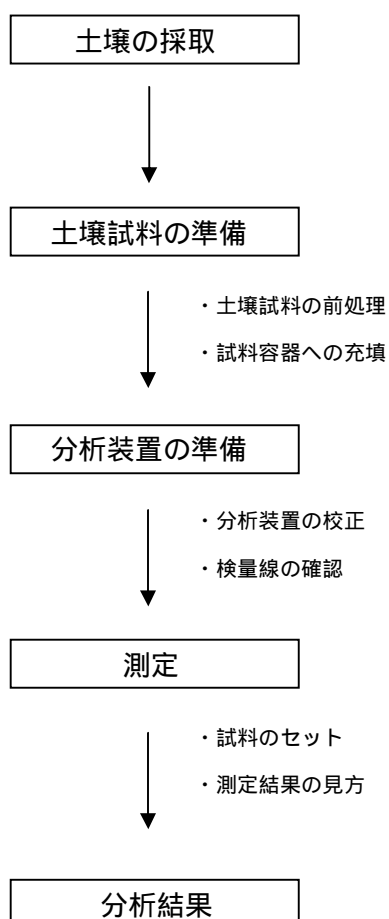 土壌の採取
土壌試料の準備
・土壌試料の前処理
・試料容器への充填
分析装置の準備
・分析装置の校正
・検量線の確認
測定
・試料のセット
・測定結果の見方
分析結果